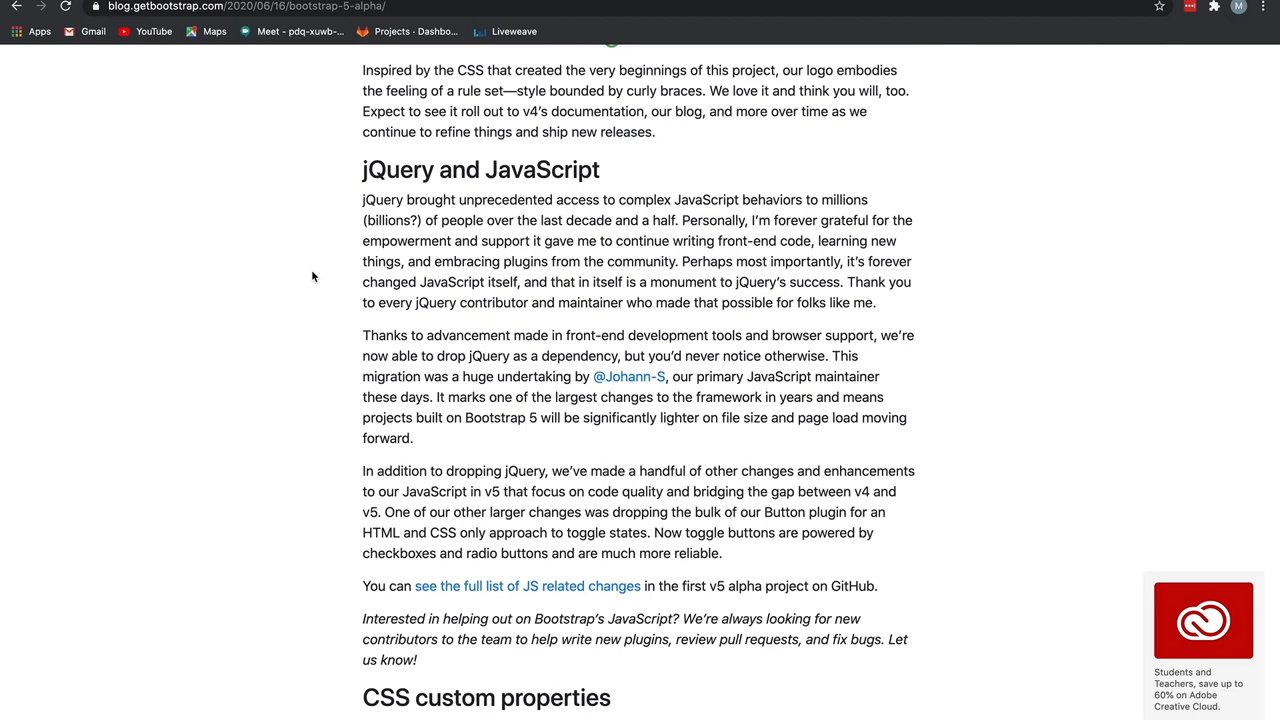 blog.getbootstrap.com/2020/06/16/bootstrap-5-alpha/
M
Apps Gmail YouTube Maps Meet - pdq-xuwb-... Projects · Dashbo... Liveweave
Inspired by the CSS that created the very beginnings of this project, our logo embodies
the feeling of a rule set—style bounded by curly braces. We love it and think you will, too.
Expect to see it roll out to v4’s documentation, our blog, and more over time as we
continue to refine things and ship new releases.
jQuery and JavaScript
jQuery brought unprecedented access to complex JavaScript behaviors to millions
(billions?) of people over the last decade and a half. Personally, I’m forever grateful for the
empowerment and support it gave me to continue writing front-end code, learning new
things, and embracing plugins from the community. Perhaps most importantly, it’s forever
changed JavaScript itself, and that in itself is a monument to jQuery’s success. Thank you
to every jQuery contributor and maintainer who made that possible for folks like me.
Thanks to advancement made in front-end development tools and browser support, we’re
now able to drop jQuery as a dependency, but you’d never notice otherwise. This
migration was a huge undertaking by @Johann-S, our primary JavaScript maintainer
these days. It marks one of the largest changes to the framework in years and means
projects built on Bootstrap 5 will be significantly lighter on file size and page load moving
forward.
In addition to dropping jQuery, we’ve made a handful of other changes and enhancements
to our JavaScript in v5 that focus on code quality and bridging the gap between v4 and
v5. One of our other larger changes was dropping the bulk of our Button plugin for an
HTML and CSS only approach to toggle states. Now toggle buttons are powered by
checkboxes and radio buttons and are much more reliable.
You can see the full list of JS related changes in the first v5 alpha project on GitHub.
Interested in helping out on Bootstrap’s JavaScript? We’re always looking for new
contributors to the team to help write new plugins, review pull requests, and fix bugs. Let
us know!
CSS custom properties
Students and
Teachers, save up to
60% on Adobe
Creative Cloud.